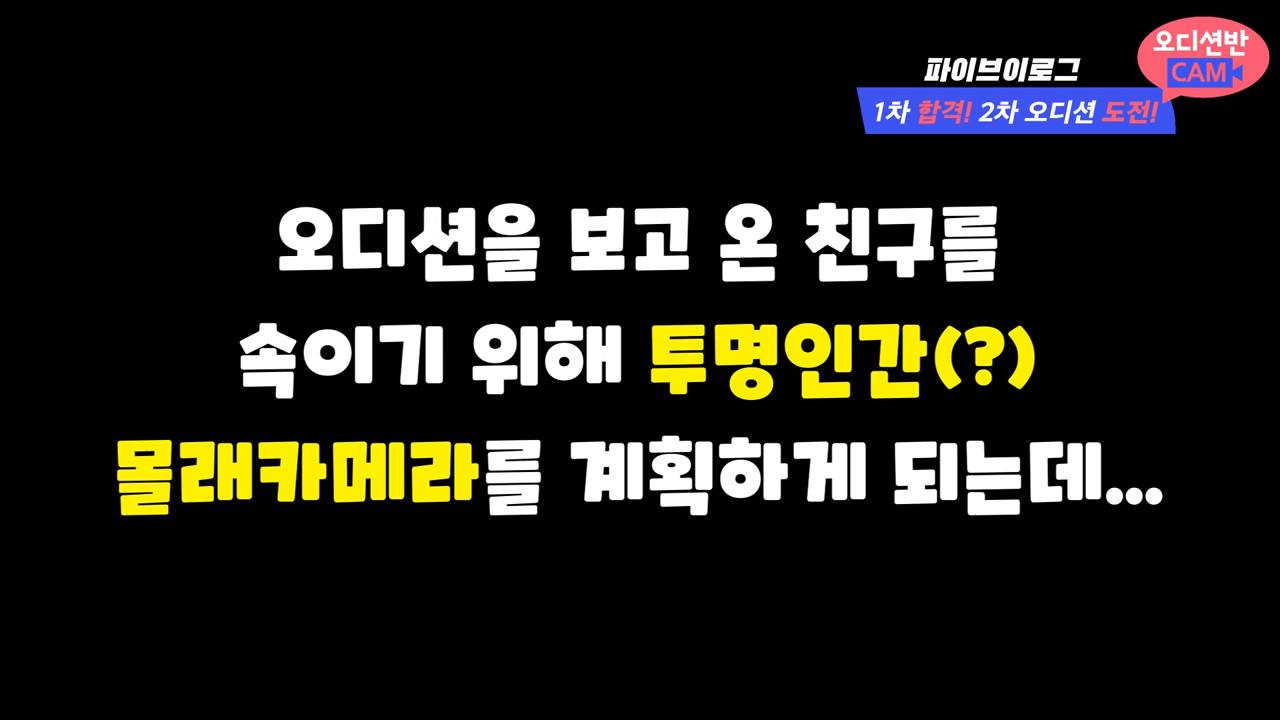 오디션반
CAM
파이브이로그
1차 합격! 2차 오디션 도전!
오디션을 보고 온 친구를
속이기 위해 투명인간(?)
몰래카메라를 계획하게 되는데...